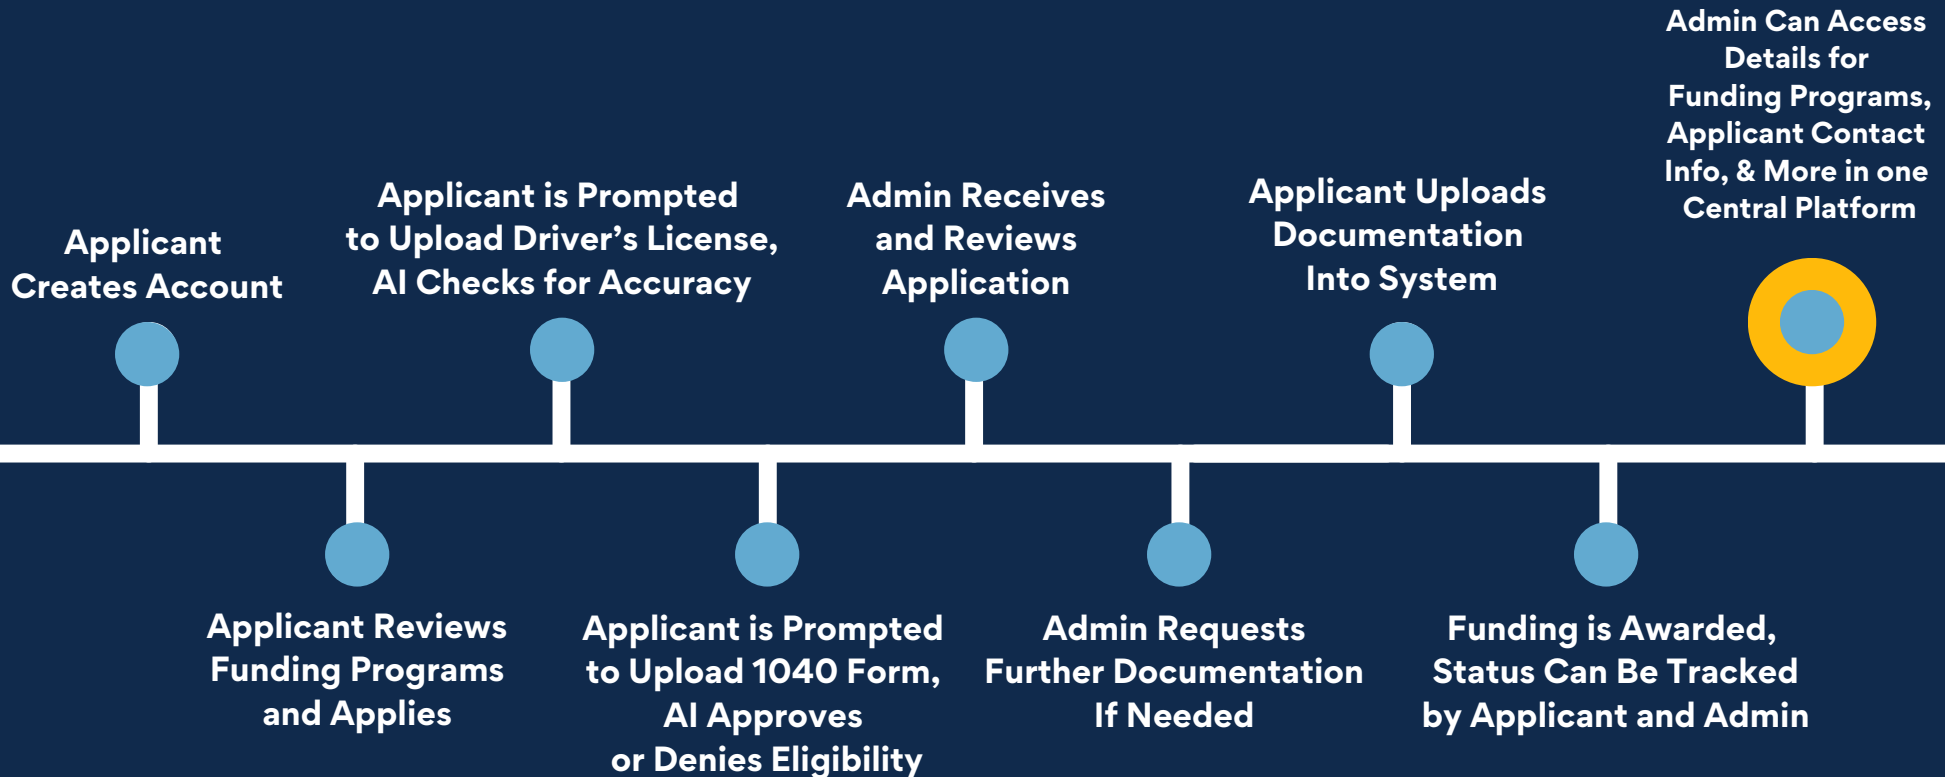 Applicant
Creates Account
Applicant Reviews
Funding Programs
and Applies
Applicant is Prompted
to Upload Driver’s License,
AI Checks for Accuracy
Applicant is Prompted
to Upload 1040 Form,
AI Approves
or Denies Eligibility
Admin Receives
and Reviews
Application
Admin Requests
Further Documentation
If Needed
Applicant Uploads
Documentation
Into System
Funding is Awarded,
Status Can Be Tracked
by Applicant and Admin
Admin Can Access
Details for
Funding Programs,
Applicant Contact
Info, & More in one
Central Platform